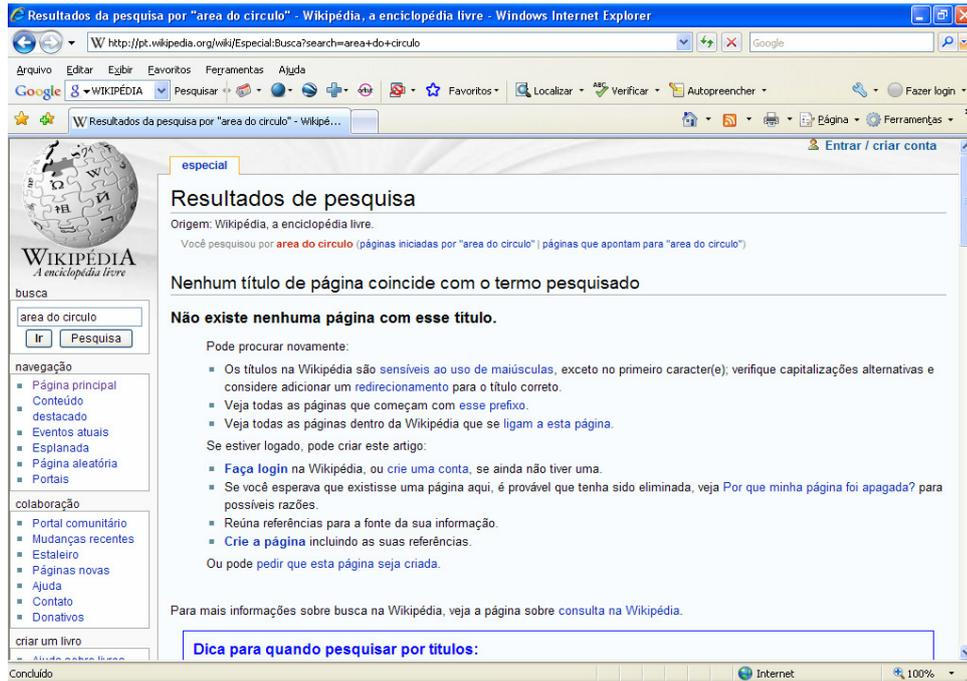 Resultados da pesquisa por "area do circulo" - Wikipédia, a enciclopédia livre - Windows Internet Explorer
W http://pt.wikipedia.org/wiki/Especial:Busca?search=area+do+circulo
Google
Arquivo Editar Exibir Favoritos Ferramentas Ajuda
Google WIKIPÉDIA Pesquisar Favoritos Localizar Verificar Autopreencher Fazer login
W Resultados da pesquisa por "area do circulo" - Wikipé... Página Ferramentas
Entrar / criar conta
especial
Resultados de pesquisa
Origem: Wikipédia, a enciclopédia livre.
Você pesquisou por area do circulo (páginas iniciadas por "area do circulo" | páginas que apontam para "area do circulo")
Nenhum título de página coincide com o termo pesquisado
Não existe nenhuma página com esse título.
Pode procurar novamente:
Os títulos na Wikipédia são sensíveis ao uso de maiúsculas, exceto no primeiro caracter(e); verifique capitalizações alternativas e
considere adicionar um redirecionamento para o título correto.
Veja todas as páginas que começam com esse prefixo.
Veja todas as páginas dentro da Wikipédia que se ligam a esta página.
Se estiver logado, pode criar este artigo:
Faça login na Wikipédia, ou crie uma conta, se ainda não tiver uma.
Se você esperava que existisse uma página aqui, é provável que tenha sido eliminada, veja Por que minha página foi apagada? para
possíveis razões.
Reúna referências para a fonte da sua informação.
Crie a página incluindo as suas referências.
Ou pode pedir que esta página seja criada.
Para mais informações sobre busca na Wikipédia, veja a página sobre consulta na Wikipédia.
Dica para quando pesquisar por títulos:
WIKIPÉDIA
A enciclopédia livre
busca
area do circulo
Ir Pesquisa
navegação
Página principal
Conteúdo
destacado
Eventos atuais
Esplanada
Página aleatória
Portais
colaboração
Portal comunitário
Mudanças recentes
Estaleiro
Páginas novas
Ajuda
Contato
Donativos
criar um livro
Concluído Internet 100%